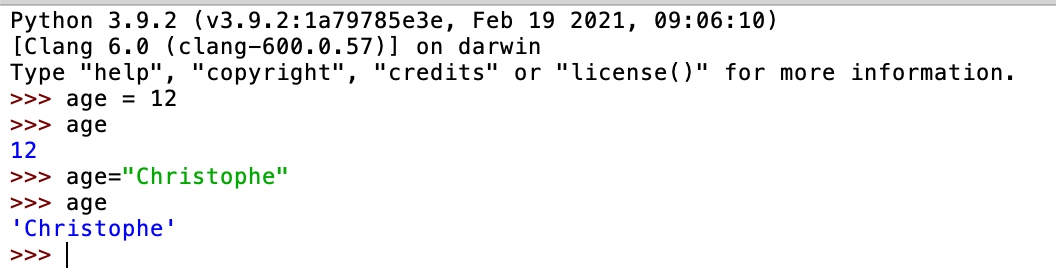 Python 3.9.2 (v3.9.2:1a79785e3e, Feb 19 2021, 09:06:10)
[Clang 6.0 (clang-600.0.57)] on darwin
Type "help", "copyright", "credits" or "license()" for more information.
>>> age = 12
>>> age
12
>>> age="Christophe"
>>> age
'Christophe'
>>>